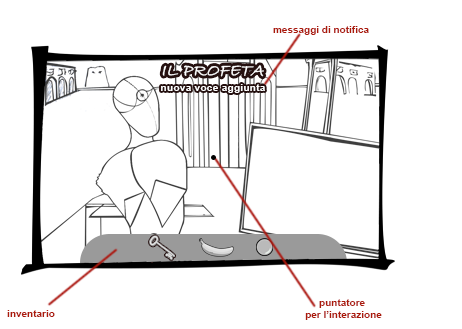 messaggi di notifica
IL PROFETA
nuova voce aggiunta
inventario
puntatore
per l'interazione